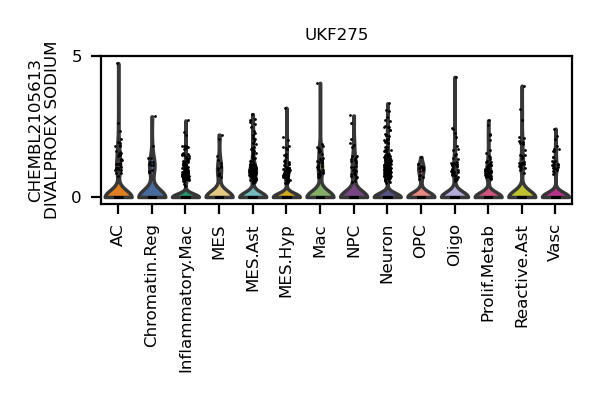 UKF275
CHEMBL2105613
DIVALPROEX SODIUM
5
0
AC
Chromatin.Reg
Inflammatory.Mac
MES
MES.Ast
MES.Hyp
Mac
NPC
Neuron
OPC
Oligo
Prolif.Metab
Reactive.Ast
Vasc